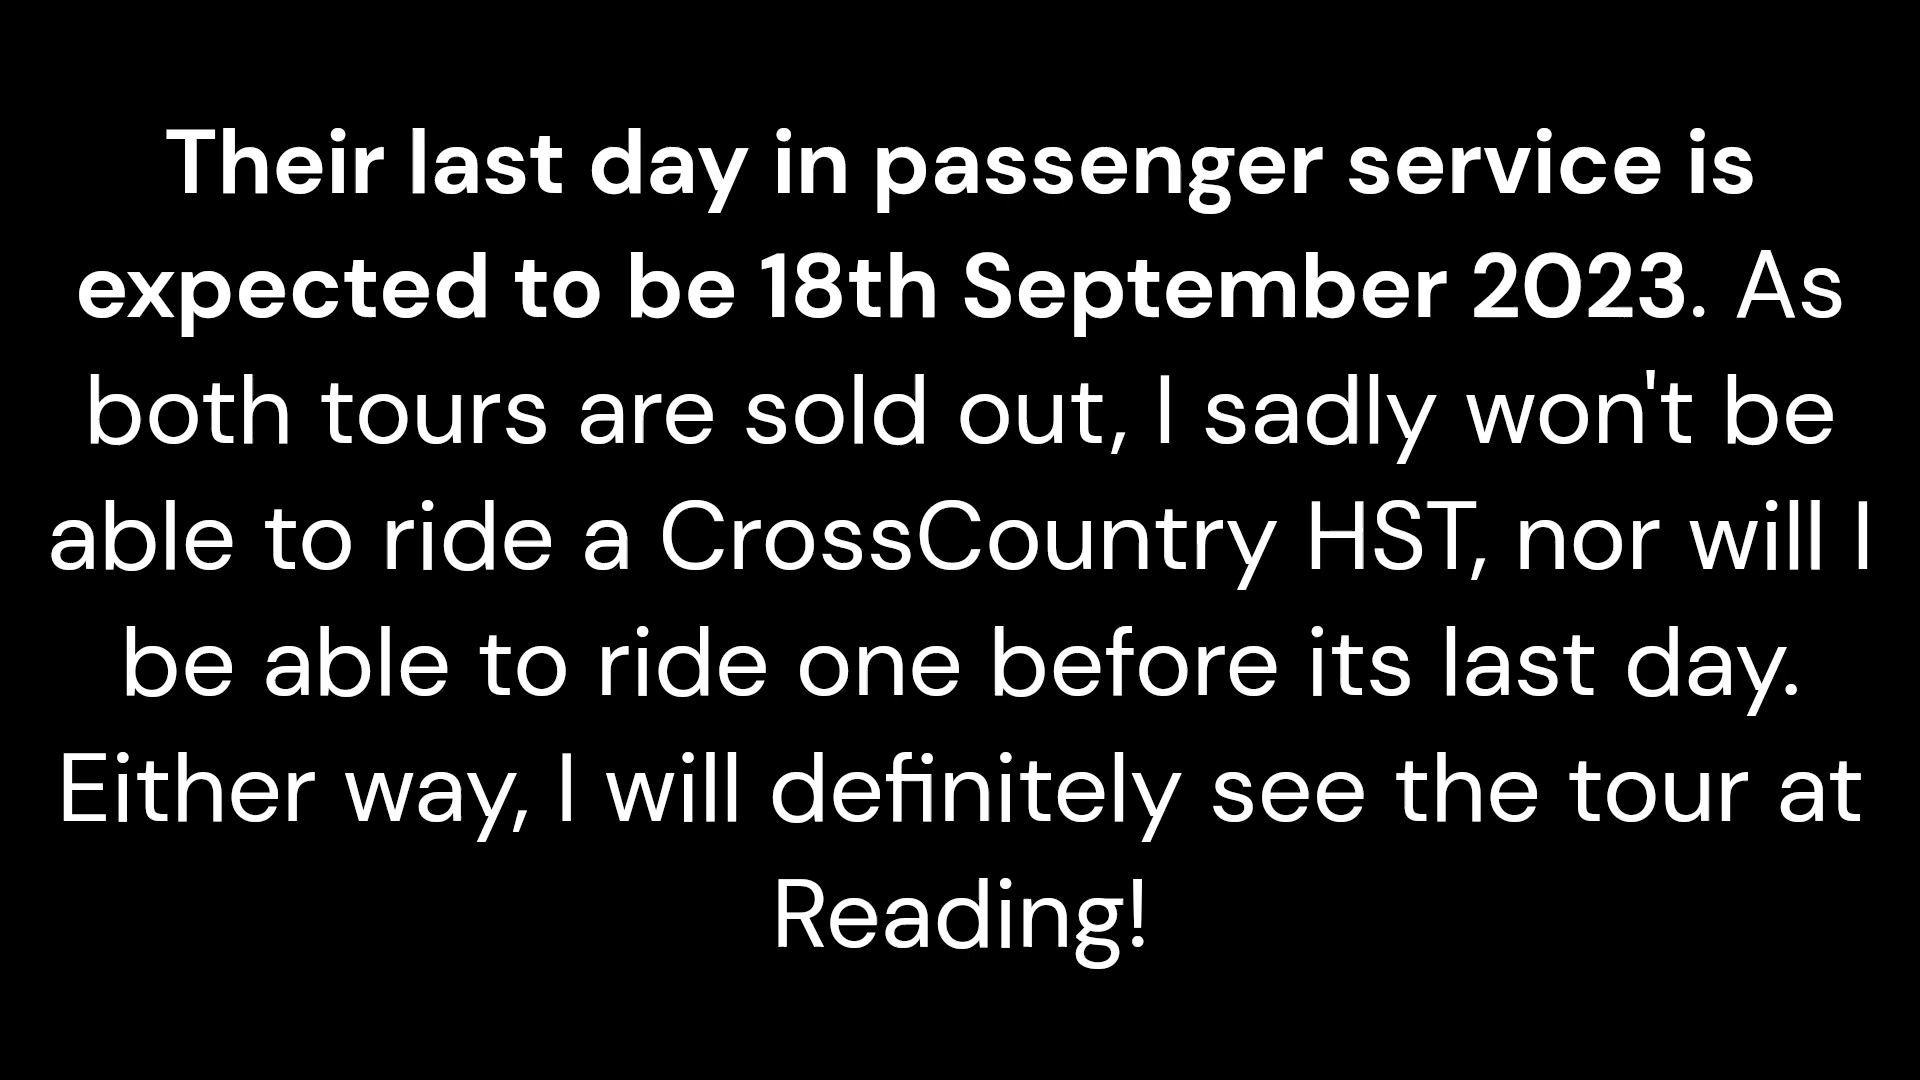 Their last day in passenger service is
expected to be 18th September 2023. As
both tours are sold out, I sadly won't be
able to ride a CrossCountry HST, nor will I
be able to ride one before its last day.
Either way, I will definitely see the tour at
Reading!